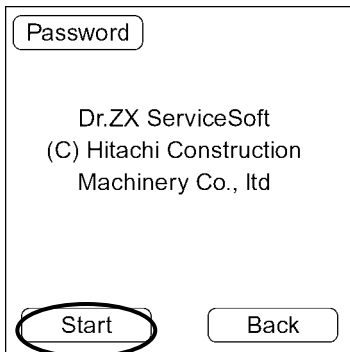 Password
Dr.ZX ServiceSoft
(C) Hitachi Construction
Machinery Co., ltd
Start
Back